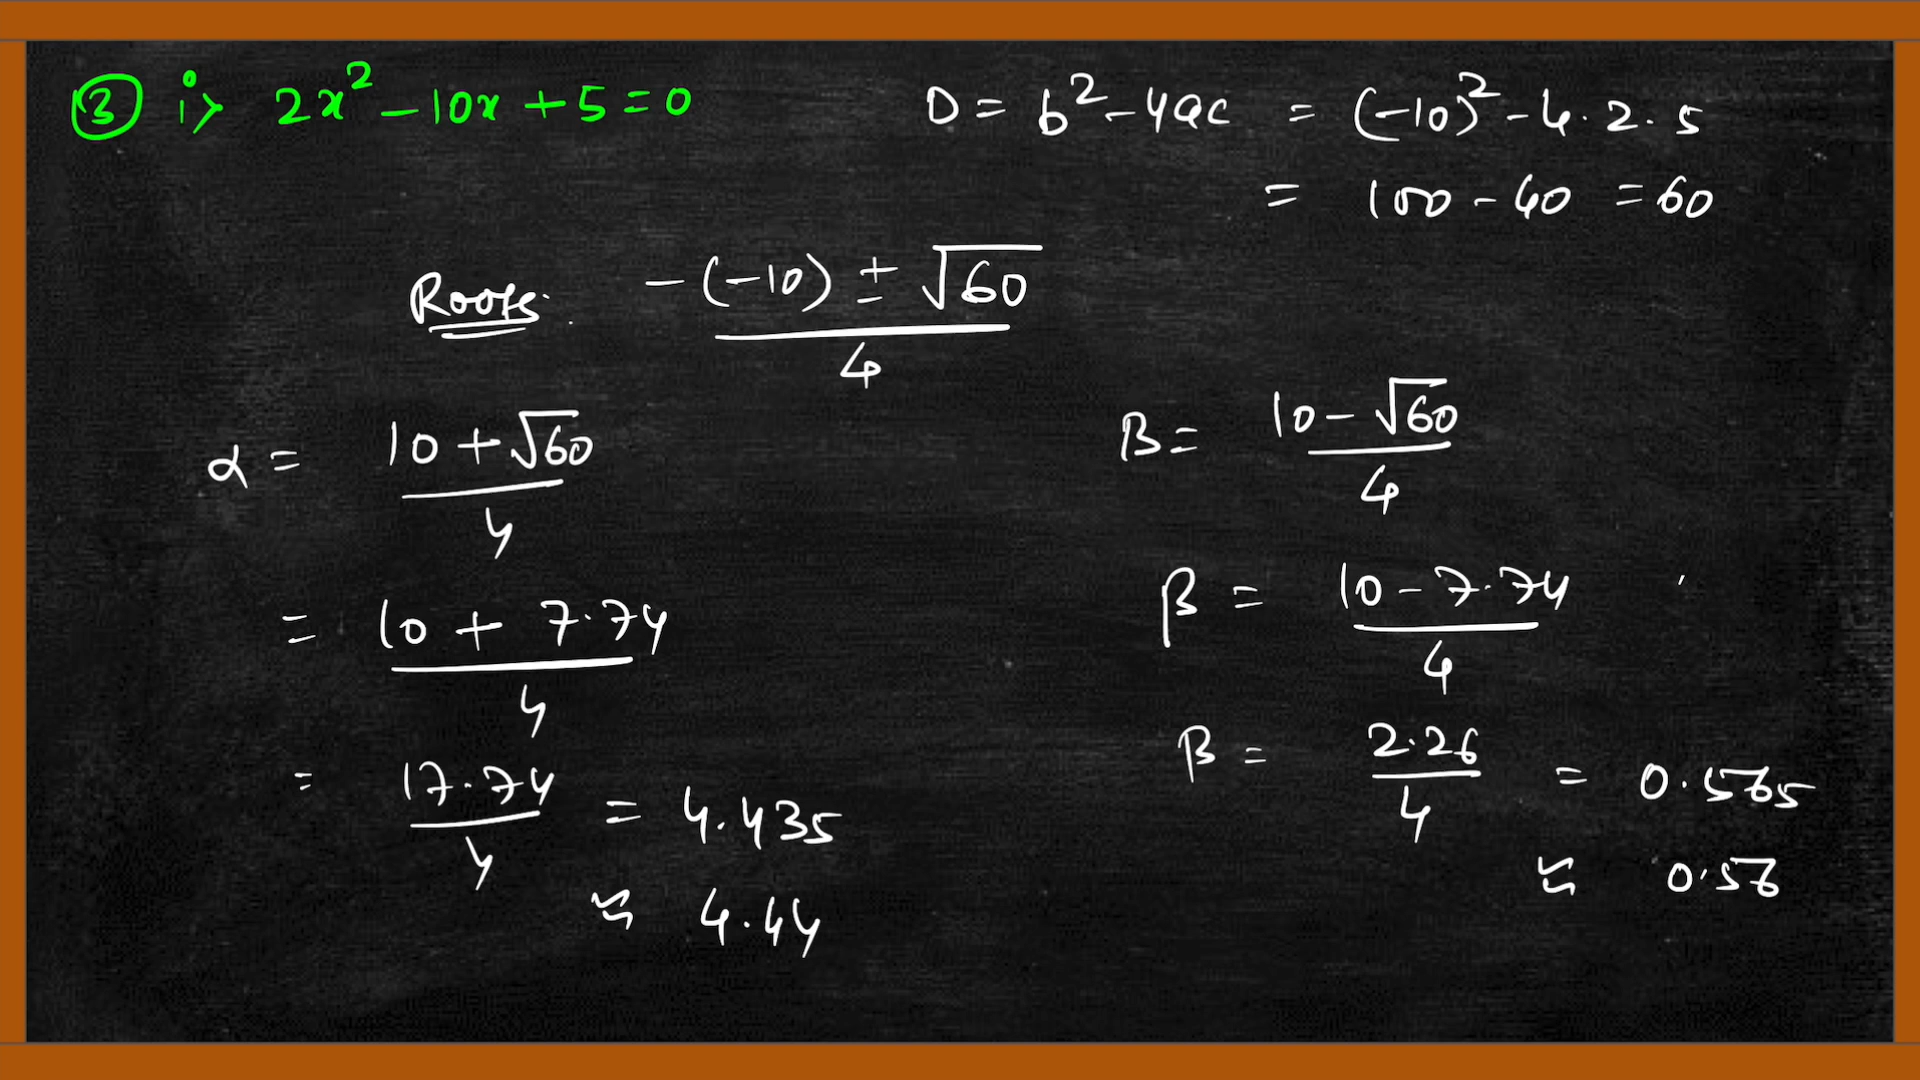 ③ i> 2x² - 10x + 5 = 0
D = b² - 4ac = (-10)² - 4. 2. 5
= 100 - 40 = 60
Roots. -(-10) ± √60 / 4
α = 10 + √60 / 4
= 10 + 7.74 / 4
= 17.74 / 4 = 4.435
≈ 4.44
B = 10 - √60 / 4
β = 10 - 7.74 / 4
β = 2.26 / 4 = 0.565
≈ 0.56